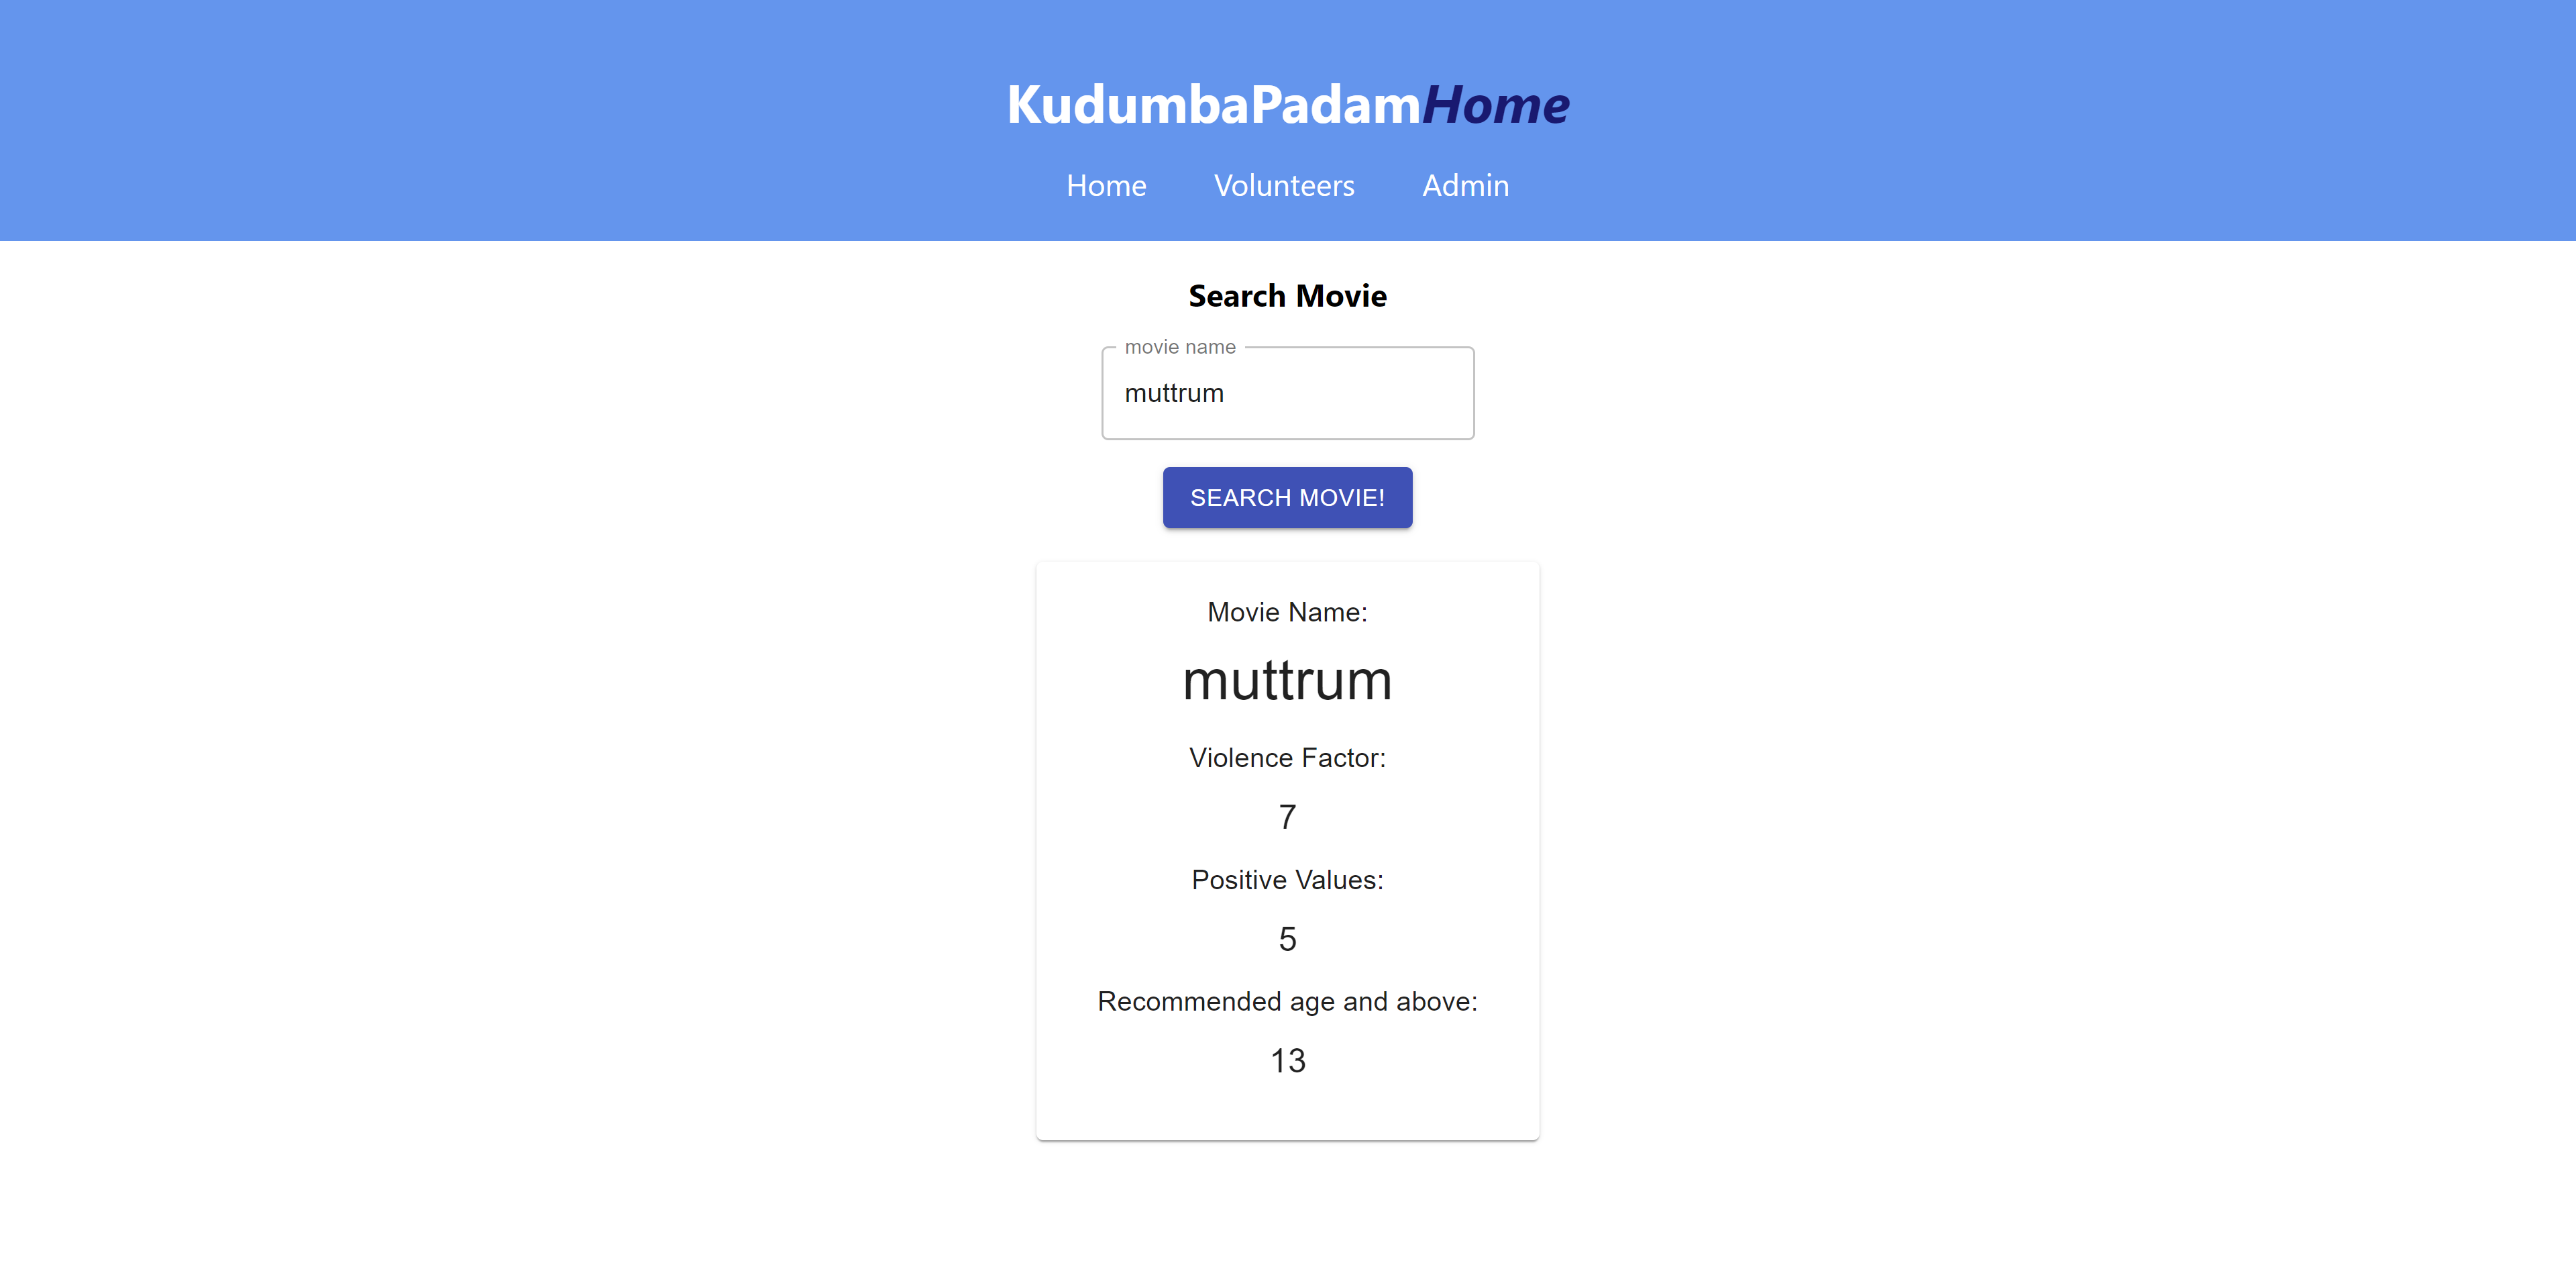 KudumbaPadamHome
Home Volunteers Admin
Search Movie
movie name
muttrum
SEARCH MOVIE!
Movie Name:
muttrum
Violence Factor:
7
Positive Values:
5
Recommended age and above:
13